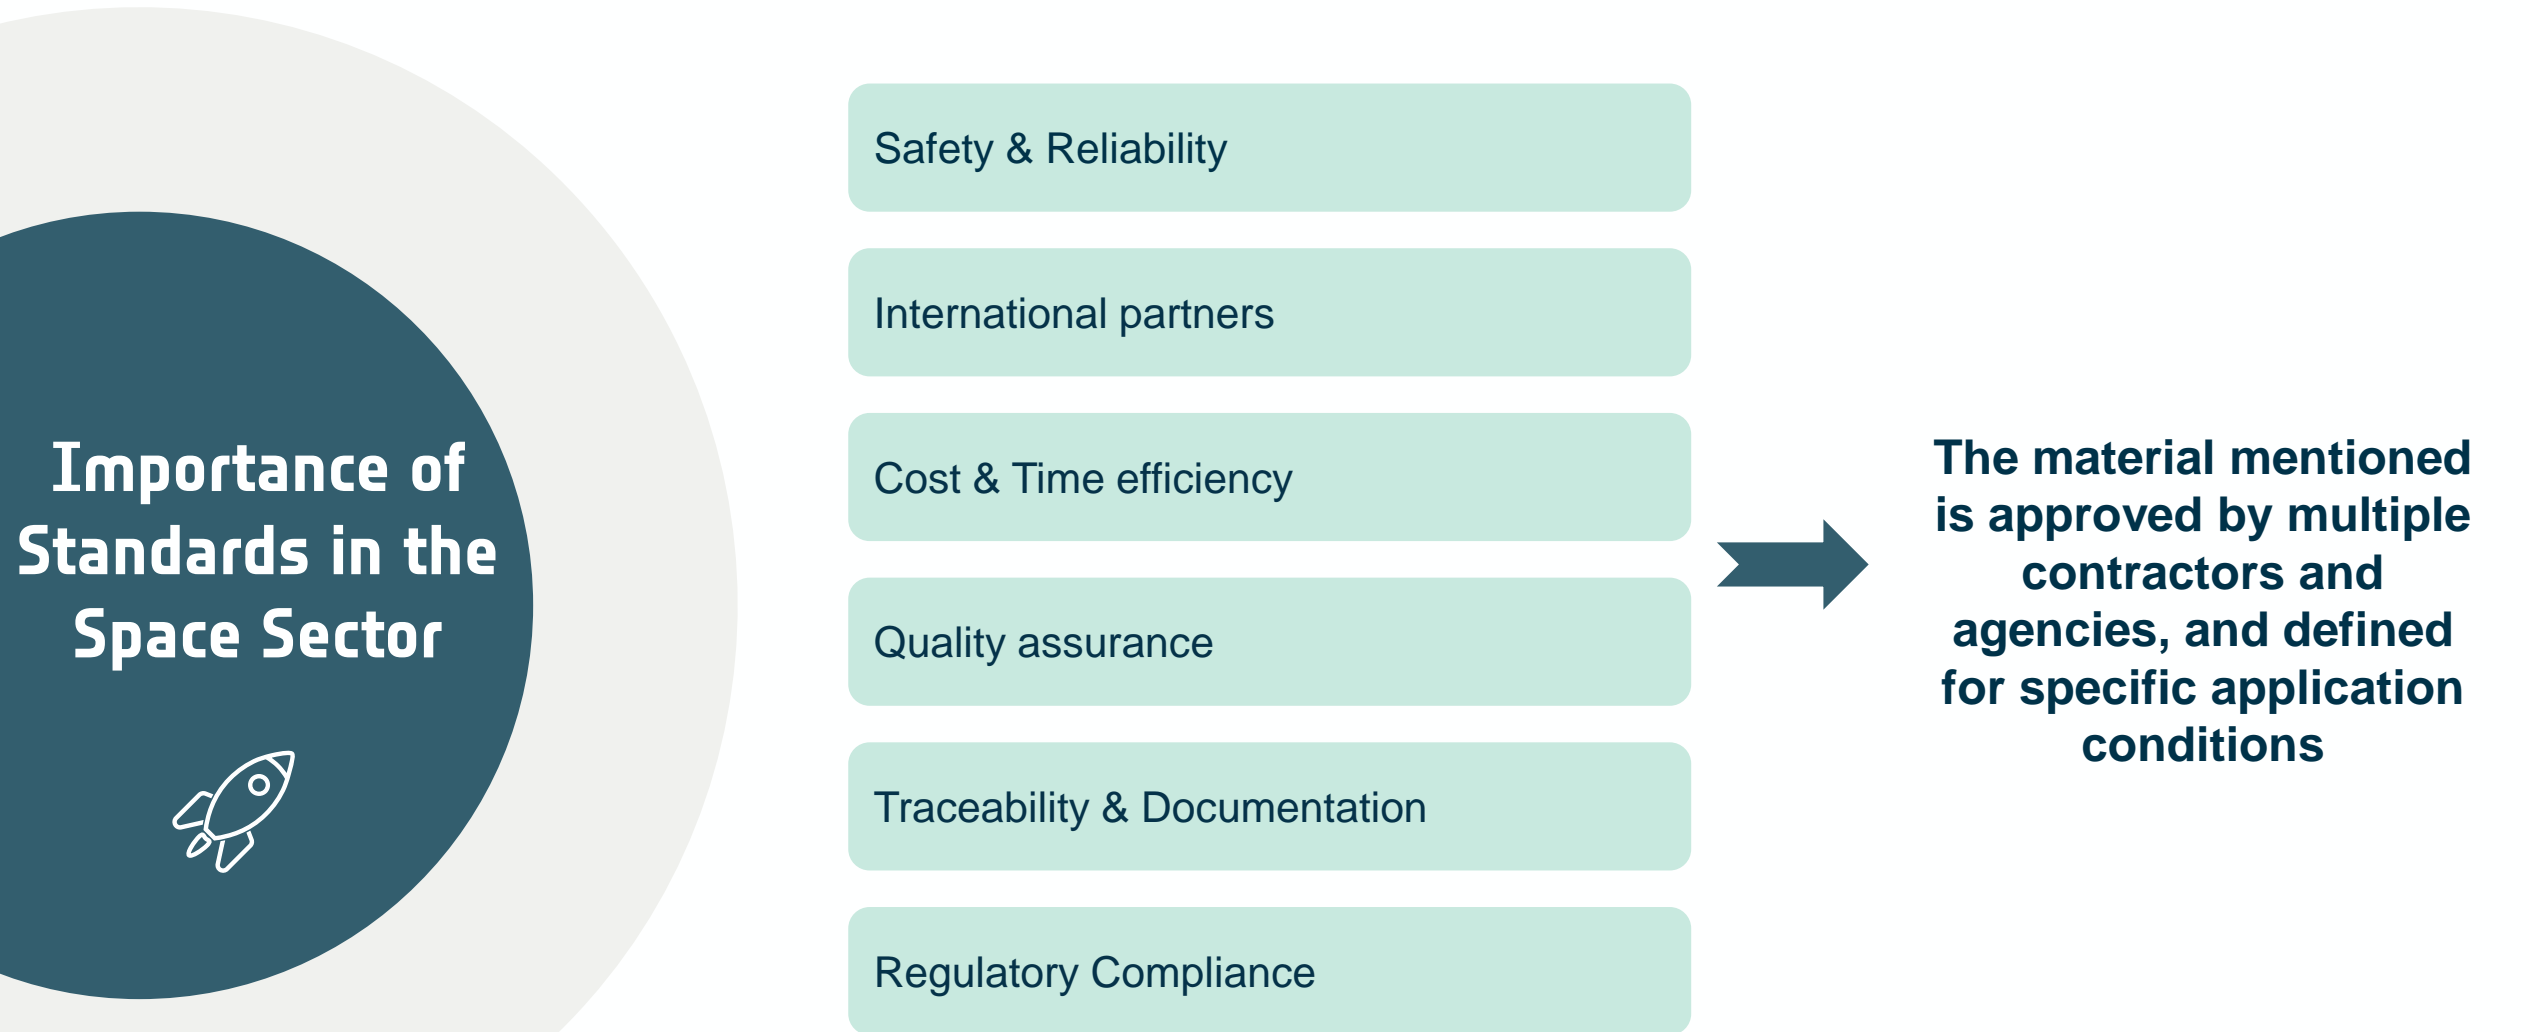 Importance of
Standards in the
Space Sector
Safety & Reliability
International partners
Cost & Time efficiency
Quality assurance
Traceability & Documentation
Regulatory Compliance
The material mentioned
is approved by multiple
contractors and
agencies, and defined
for specific application
conditions